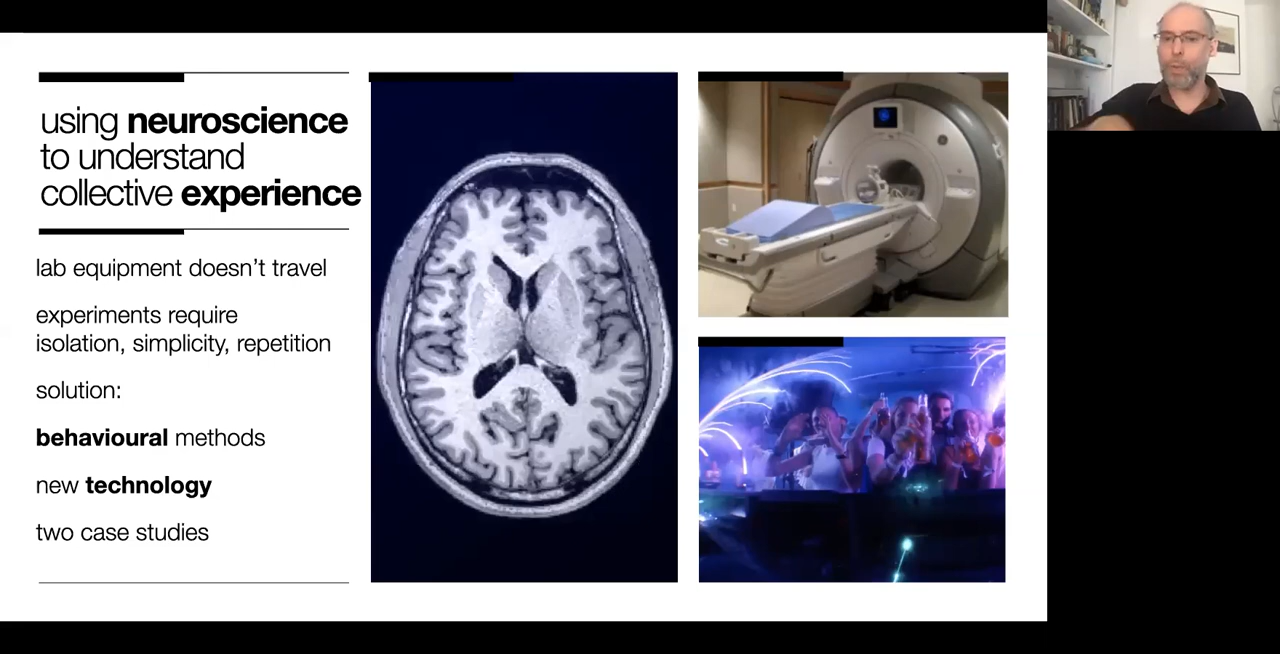 using neuroscience
to understand
collective experience
lab equipment doesn't travel
experiments require
isolation, simplicity, repetition
solution:
behavioural methods
new technology
two case studies